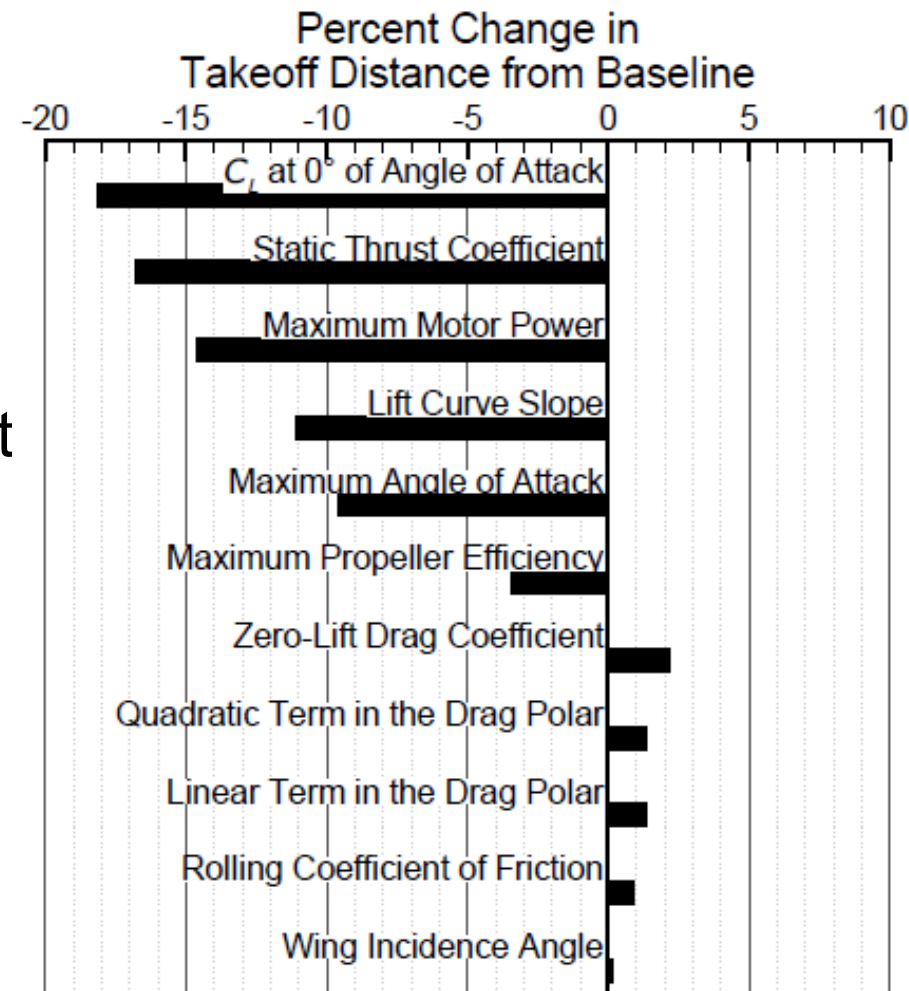 Percent Change in
Takeoff Distance from Baseline
-20 -15 -10 -5 0 5 10
C_L at 0° of Angle of Attack
Static Thrust Coefficient
Maximum Motor Power
Lift Curve Slope
t
Maximum Angle of Attack
Maximum Propeller Efficiency
Zero-Lift Drag Coefficient
Quadratic Term in the Drag Polar
Linear Term in the Drag Polar
Rolling Coefficient of Friction
Wing Incidence Angle